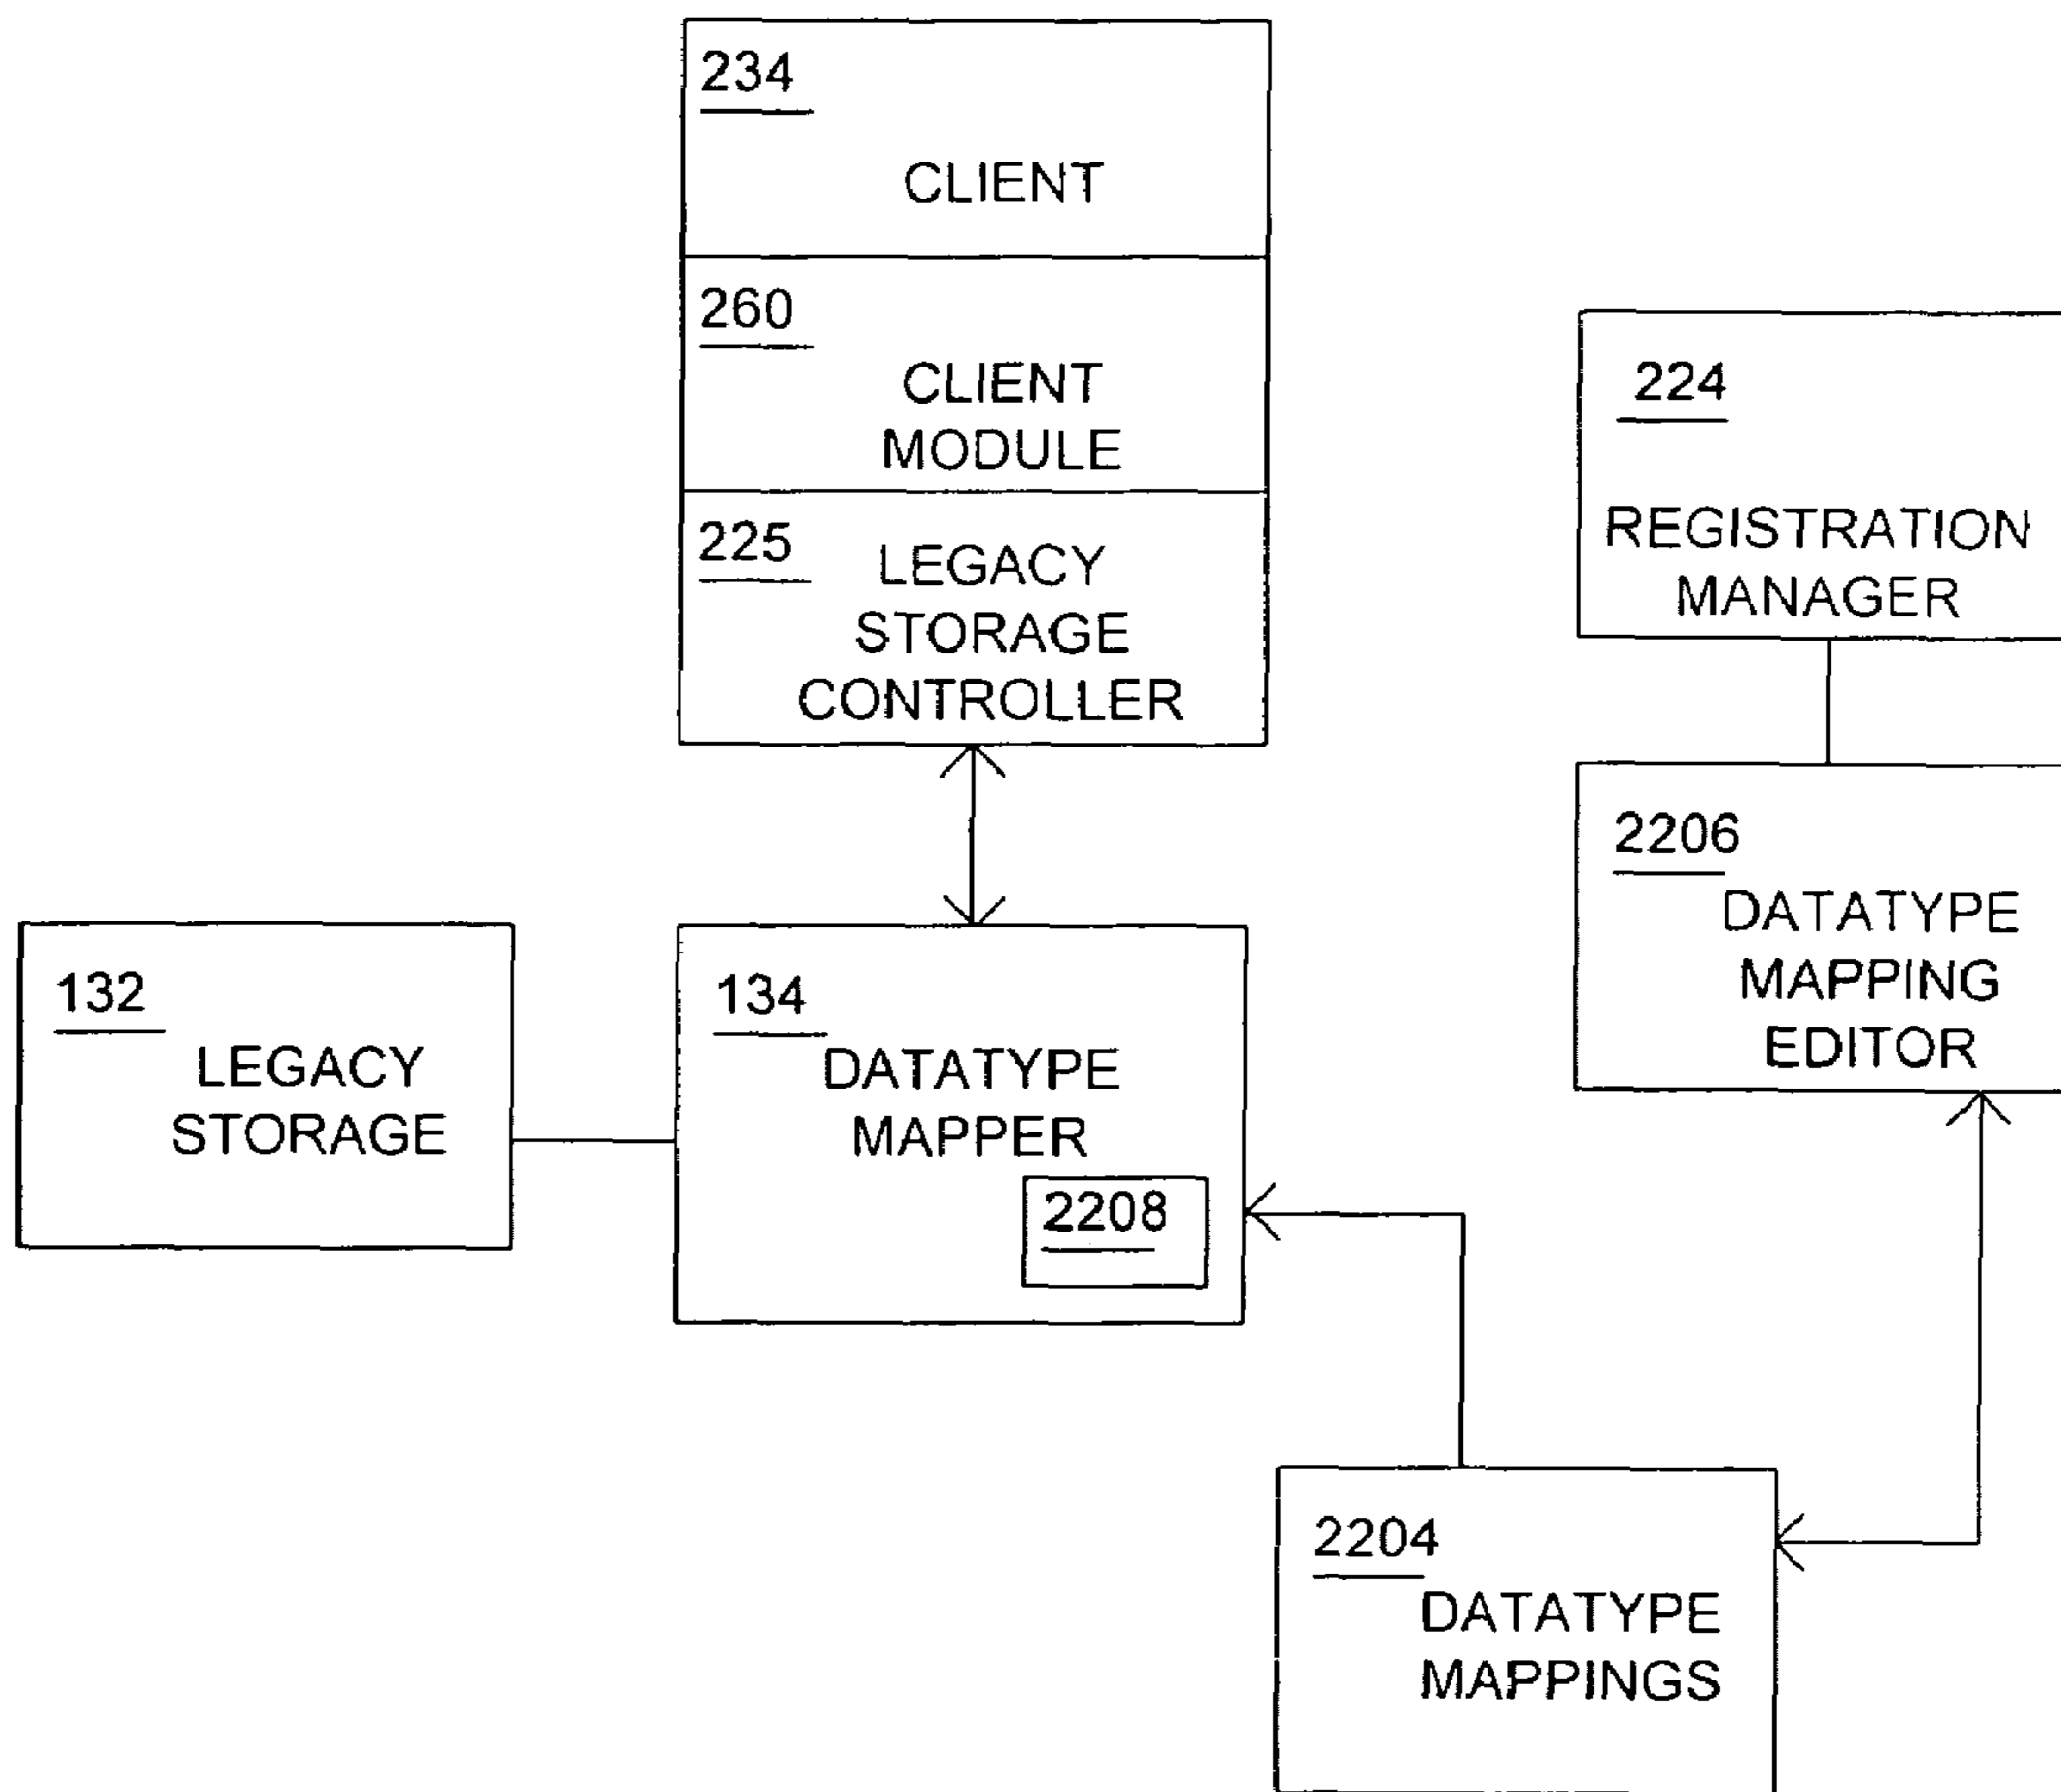 234
CLIENT
260
CLIENT
MODULE
225
LEGACY
STORAGE
CONTROLLER
224
REGISTRATION
MANAGER
2206
DATATYPE
MAPPING
EDITOR
132
LEGACY
STORAGE
134
DATATYPE
MAPPER
2208
2204
DATATYPE
MAPPINGS